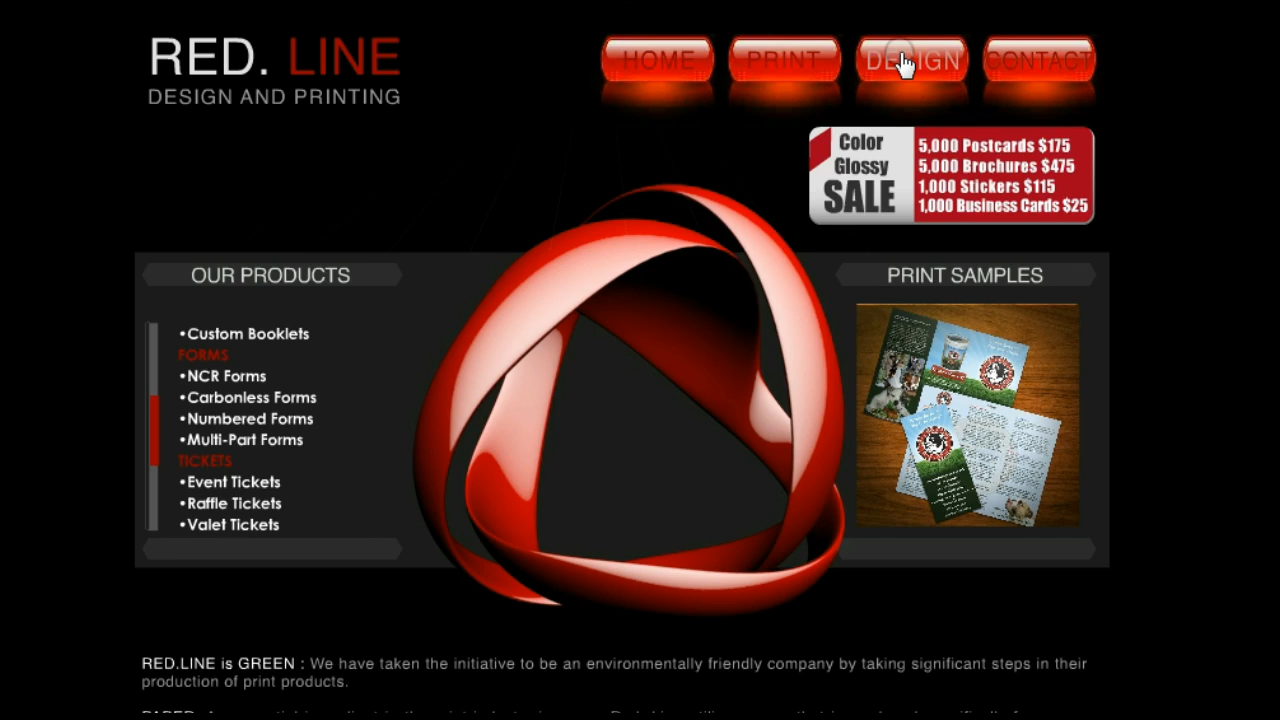 RED. LINE
DESIGN AND PRINTING
HOME
PRINT
DESIGN
CONTACT
Color
Glossy
SALE
5,000 Postcards $175
5,000 Brochures $475
1,000 Stickers $115
1,000 Business Cards $25
OUR PRODUCTS
•Custom Booklets
FORMS
•NCR Forms
•Carbonless Forms
•Numbered Forms
•Multi-Part Forms
TICKETS
•Event Tickets
•Raffle Tickets
•Valet Tickets
PRINT SAMPLES
RED.LINE is GREEN : We have taken the initiative to be an environmentally friendly company by taking significant steps in their
production of print products.